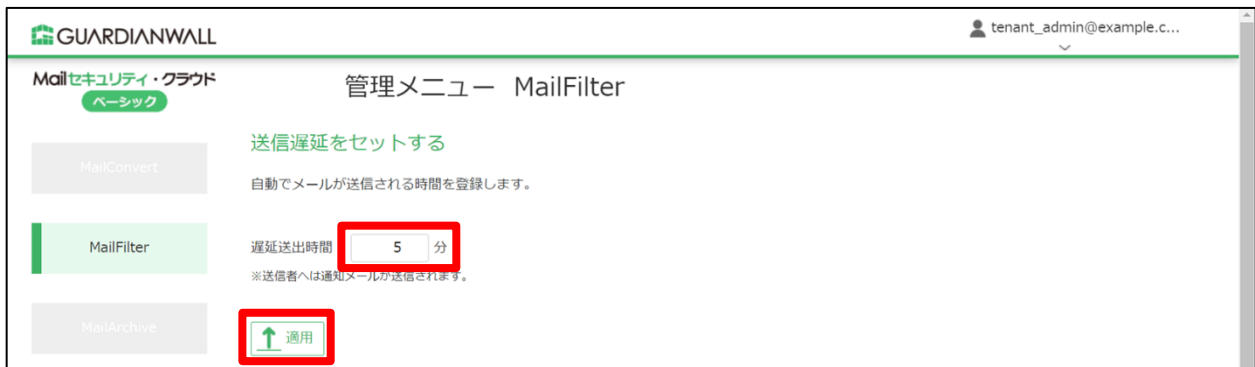 GUARDIANWALL
tenant_admin@example.c...
Mailセキュリティ・クラウド
ベーシック
管理メニュー MailFilter
送信遅延をセットする
MailConvert
自動でメールが送信される時間を登録します。
MailFilter
遅延送出時間 5 分
※送信者へは通知メールが送信されます。
MailArchive
適用